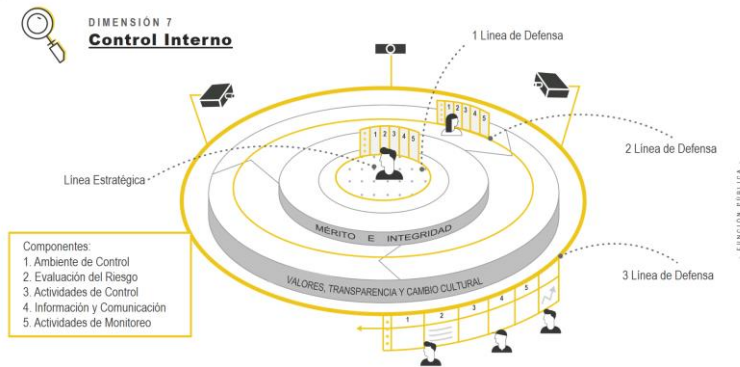 DIMENSIÓN 7
Control Interno
1 Línea de Defensa
1 2 3 4 5
1 2 3 4 5
2 Línea de Defensa
Línea Estratégica
MÉRITO E INTEGRIDAD
VALORES, TRANSPARENCIA Y CAMBIO CULTURAL
3 Línea de Defensa
Componentes:
1. Ambiente de Control
2. Evaluación del Riesgo
3. Actividades de Control
4. Información y Comunicación
5. Actividades de Monitoreo
1 2 3 4 5
- FUNCIÓN PÚBLICA -